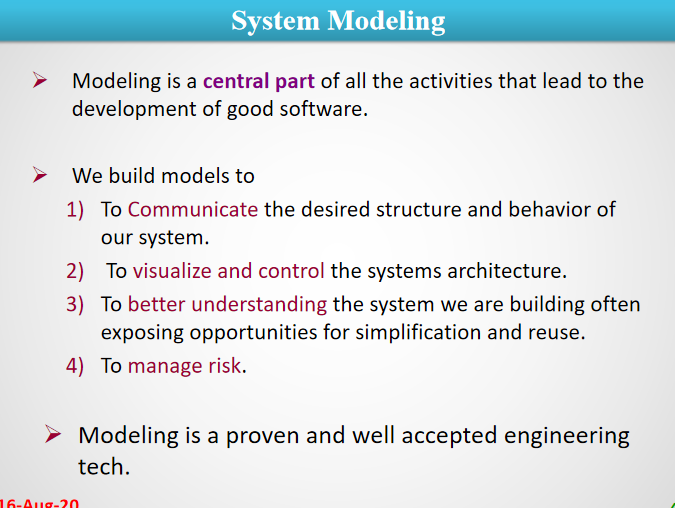 System Modeling
➢ Modeling is a central part of all the activities that lead to the
development of good software.
➢ We build models to
1) To Communicate the desired structure and behavior of
our system.
2) To visualize and control the systems architecture.
3) To better understanding the system we are building often
exposing opportunities for simplification and reuse.
4) To manage risk.
➢ Modeling is a proven and well accepted engineering
tech.
16-Aug-20